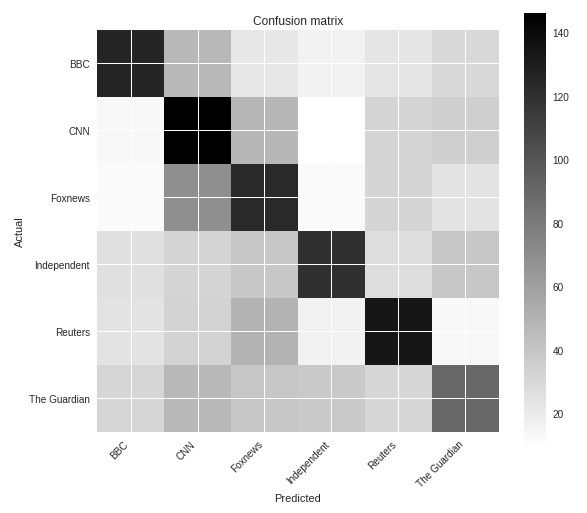 Confusion matrix
BBC
CNN
Foxnews
Independent
Reuters
The Guardian
Actual
BBC
CNN
Foxnews
Independent
Reuters
The Guardian
Predicted
140
120
100
80
60
40
20